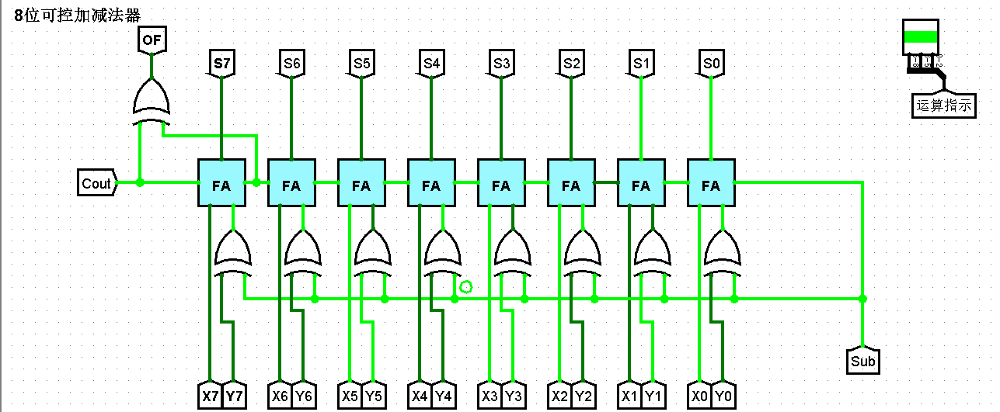 8位可控加减法器
OF
S7 S6 S5 S4 S3 S2 S1 S0
运算指示
Cout FA FA FA FA FA FA FA FA
Sub
X7 Y7 X6 Y6 X5 Y5 X4 Y4 X3 Y3 X2 Y2 X1 Y1 X0 Y0